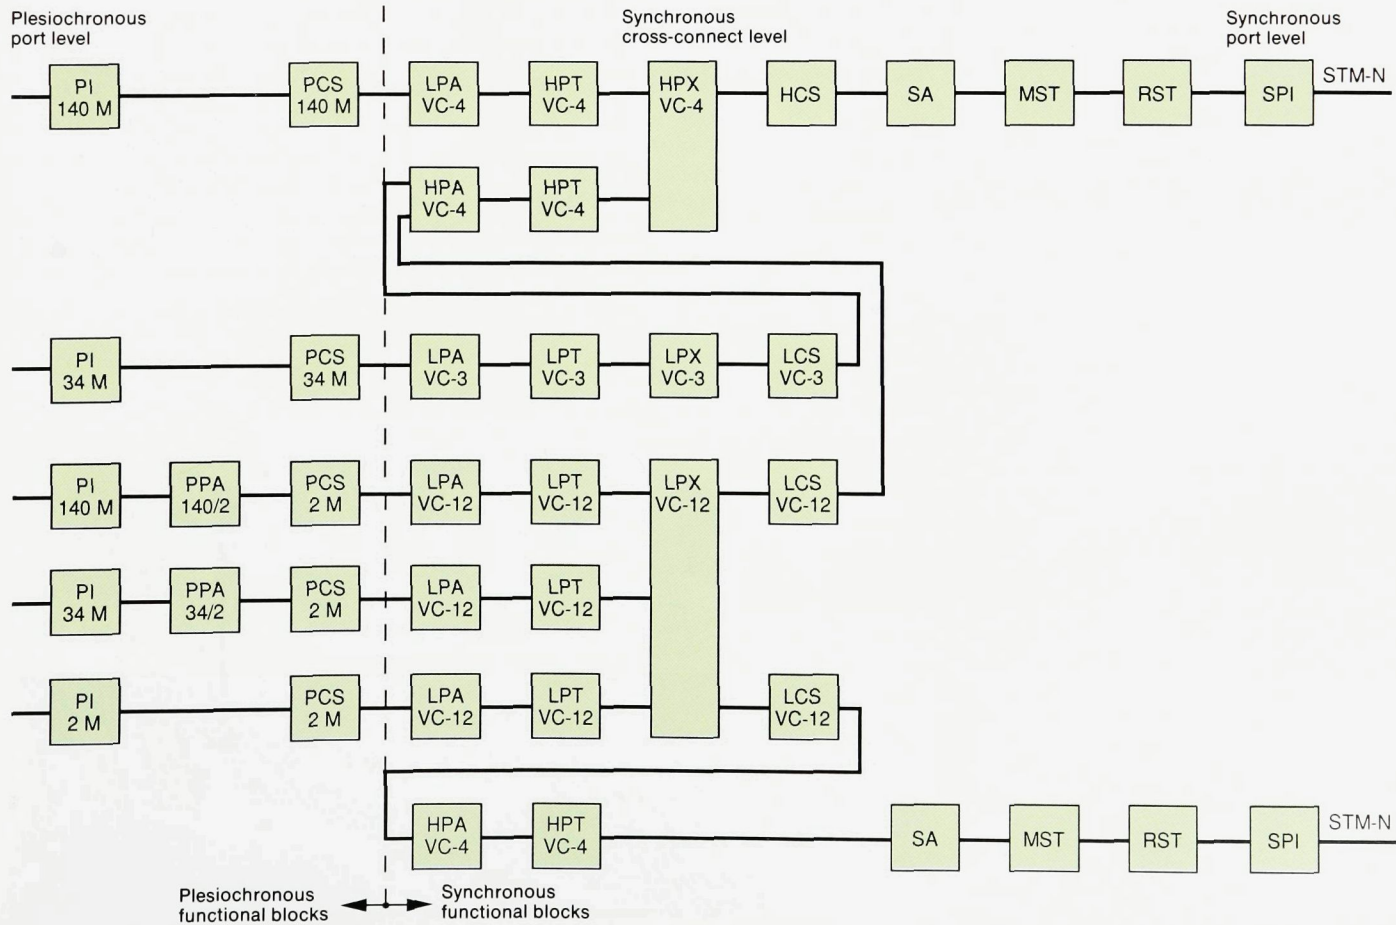 Plesiochronous
port level
Synchronous
cross-connect level
Synchronous
port level
PI
140 M
PCS
140 M
LPA
VC-4
HPT
VC-4
HPX
VC-4
HCS
SA
MST
RST
SPI
STM-N
HPA
VC-4
HPT
VC-4
PI
34 M
PCS
34 M
LPA
VC-3
LPT
VC-3
LPX
VC-3
LCS
VC-3
PI
140 M
PPA
140/2
PCS
2 M
LPA
VC-12
LPT
VC-12
LPX
VC-12
LCS
VC-12
PI
34 M
PPA
34/2
PCS
2 M
LPA
VC-12
LPT
VC-12
PI
2 M
PCS
2 M
LPA
VC-12
LPT
VC-12
LCS
VC-12
HPA
VC-4
HPT
VC-4
SA
MST
RST
SPI
STM-N
Plesiochronous
functional blocks
Synchronous
functional blocks